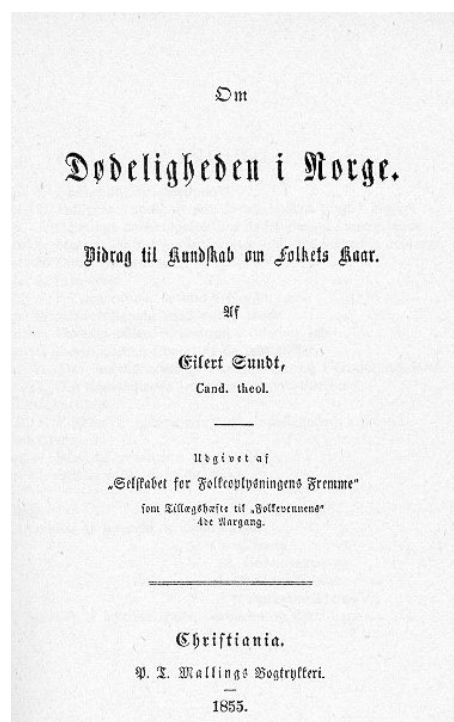 Om
Dødeligheden i Norge.
Bidrag til Kundskab om Folkets Kaar.
Af
Eilert Sundt,
Cand. theol.
Udgivet af
„Selskabet for Folkeoplysningens Fremme“
som Tillægshæfte til „Folkevennens“
4de Aargang.
Christiania.
P. T. Mallings Bogtrykkeri.
1855.